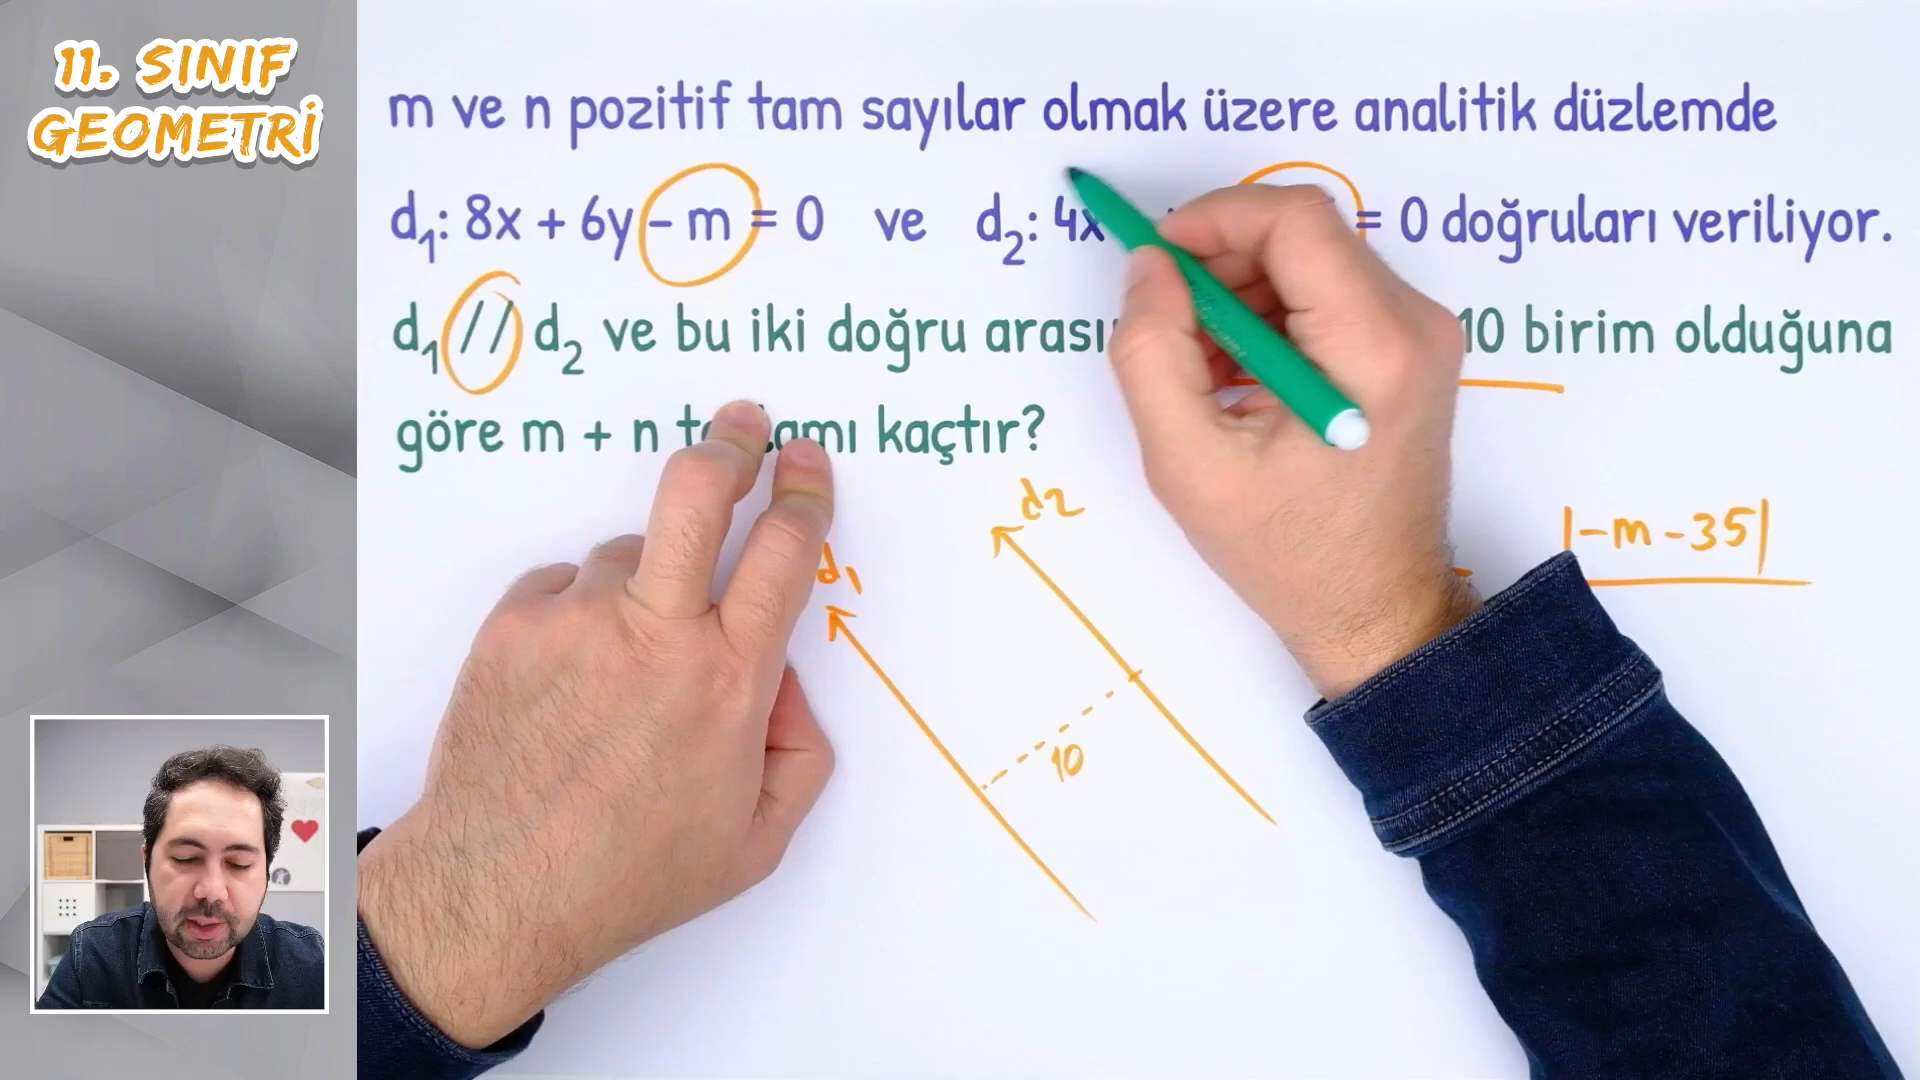 11. SINIF
GEOMETRİ
m ve n pozitif tam sayılar olmak üzere analitik düzlemde
d₁: 8x + 6y - m = 0 ve d₂: 4x = 0 doğruları veriliyor.
d₁ // d₂ ve bu iki doğru 10 birim olduğuna
göre m + n kaçtır?
d2
|-m-35|
d1
10